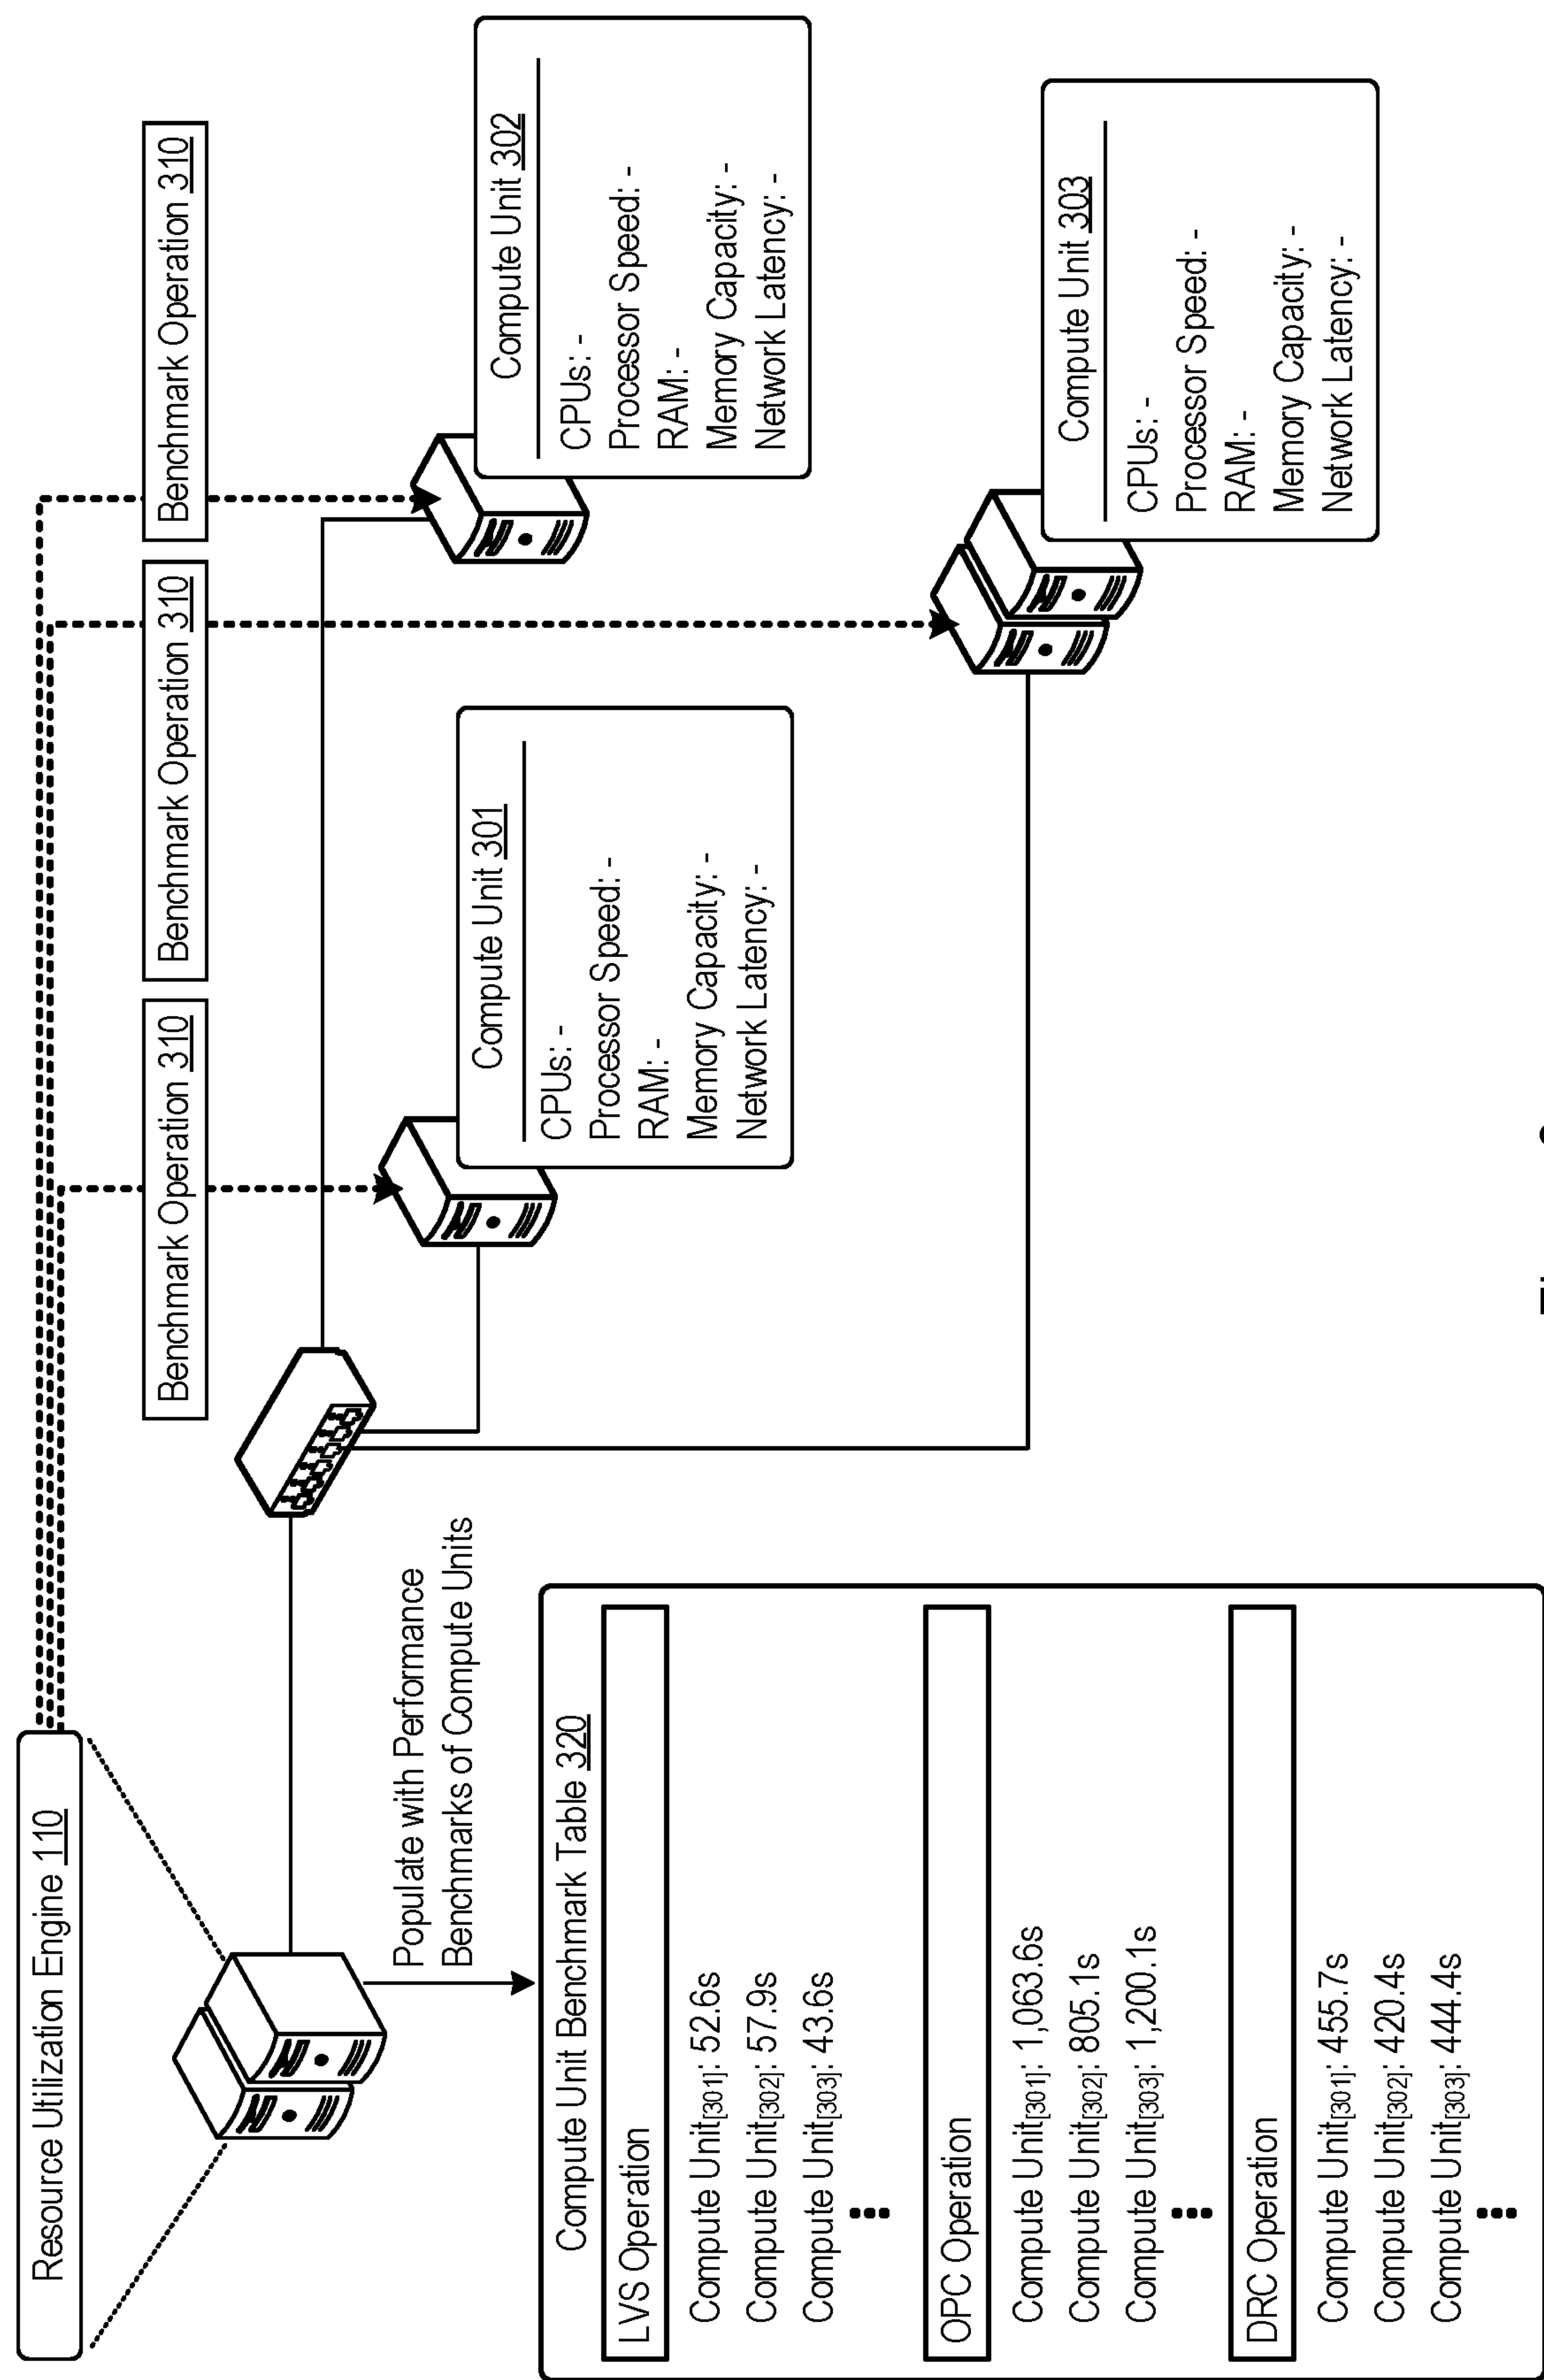 Resource Utilization Engine 110
Benchmark Operation 310
Benchmark Operation 310
Benchmark Operation 310
Populate with Performance
Benchmarks of Compute Units
Compute Unit 301
CPUs: -
Processor Speed: -
RAM: -
Memory Capacity: -
Network Latency: -
Compute Unit 302
CPUs: -
Processor Speed: -
RAM: -
Memory Capacity: -
Network Latency: -
Compute Unit 303
CPUs: -
Processor Speed: -
RAM: -
Memory Capacity: -
Network Latency: -
Compute Unit Benchmark Table 320
LVS Operation
Compute Unit[301]: 52.6s
Compute Unit[302]: 57.9s
Compute Unit[303]: 43.6s
...
OPC Operation
Compute Unit[301]: 1,063.6s
Compute Unit[302]: 805.1s
Compute Unit[303]: 1,200.1s
...
DRC Operation
Compute Unit[301]: 455.7s
Compute Unit[302]: 420.4s
Compute Unit[303]: 444.4s
...